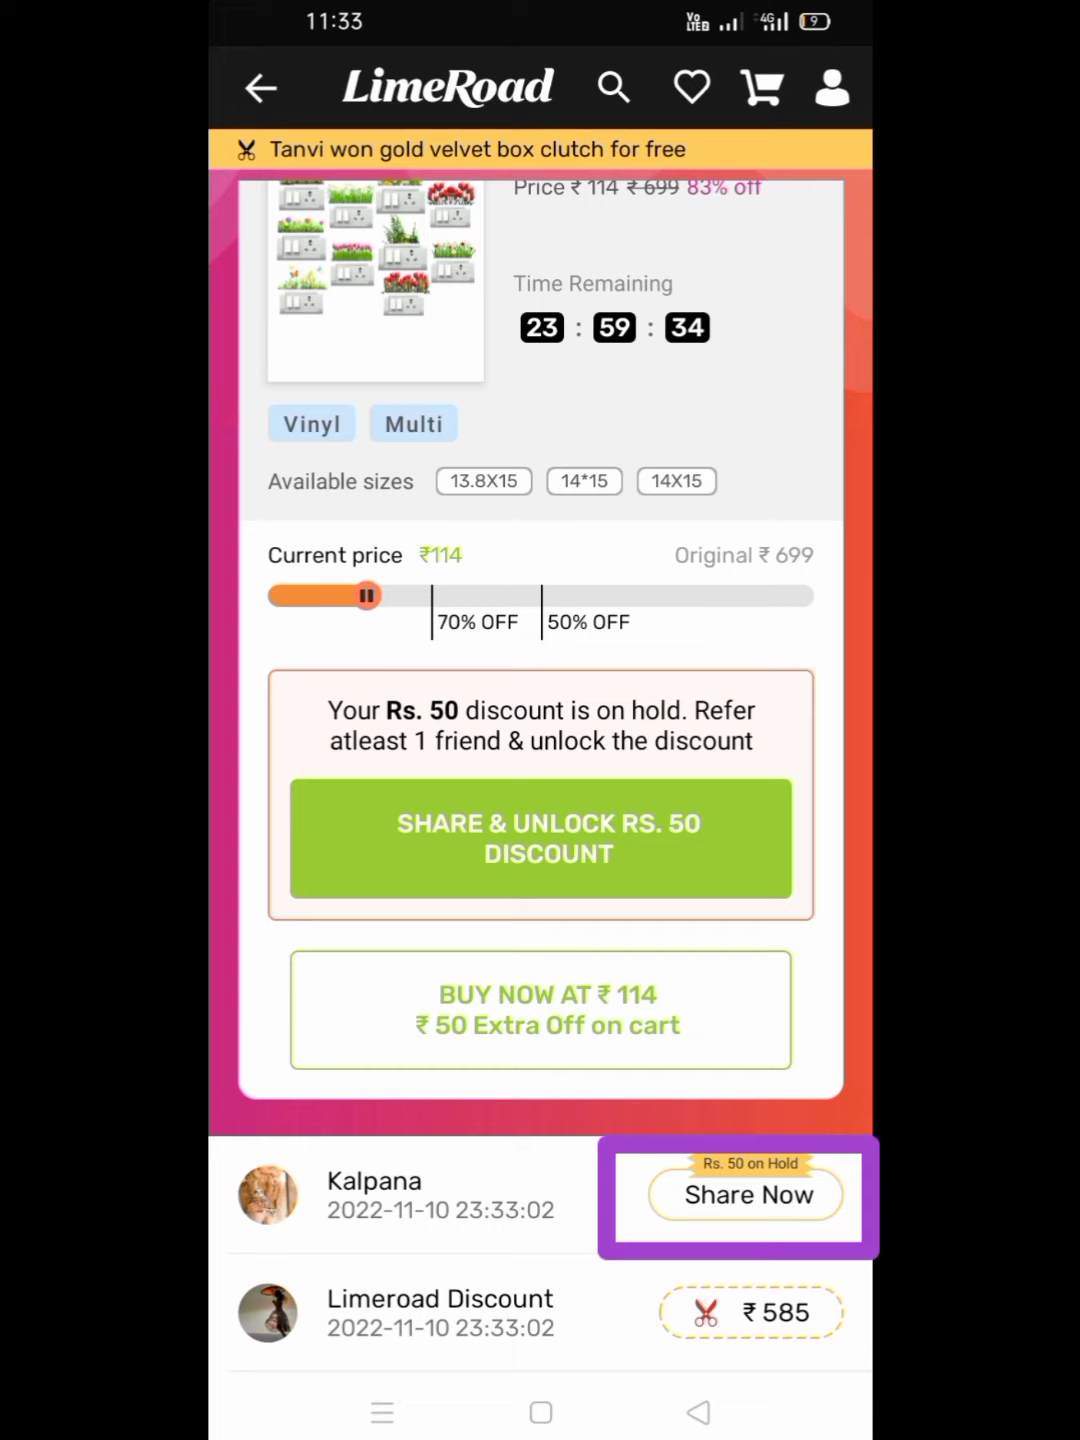 11:33
Vo LTE2 4G 9
LimeRoad
Tanvi won gold velvet box clutch for free
Price ₹ 114 ₹ 699 83% off
Time Remaining
23 : 59 : 34
Vinyl Multi
Available sizes 13.8X15 14*15 14X15
Current price ₹114 Original ₹ 699
70% OFF 50% OFF
Your Rs. 50 discount is on hold. Refer
atleast 1 friend & unlock the discount
SHARE & UNLOCK RS. 50
DISCOUNT
BUY NOW AT ₹ 114
₹ 50 Extra Off on cart
Rs. 50 on Hold
Kalpana
Share Now
2022-11-10 23:33:02
Limeroad Discount
₹ 585
2022-11-10 23:33:02